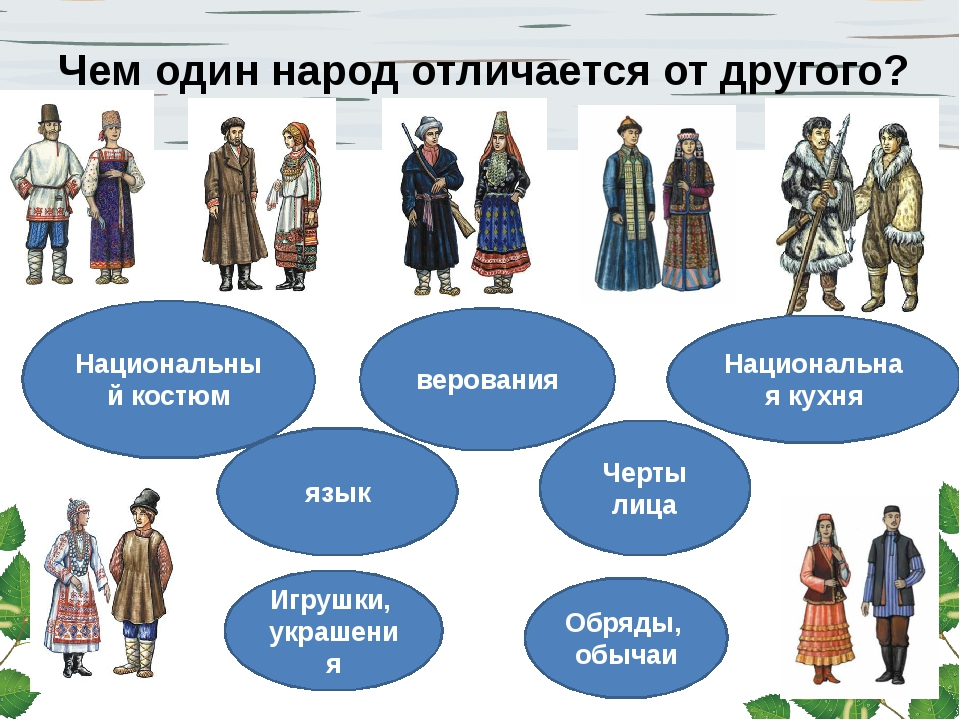 Чем один народ отличается от другого?
Национальны
й костюм
верования
Национальна
я кухня
язык
Черты
лица
Игрушки,
украшени
я
Обряды,
обычаи